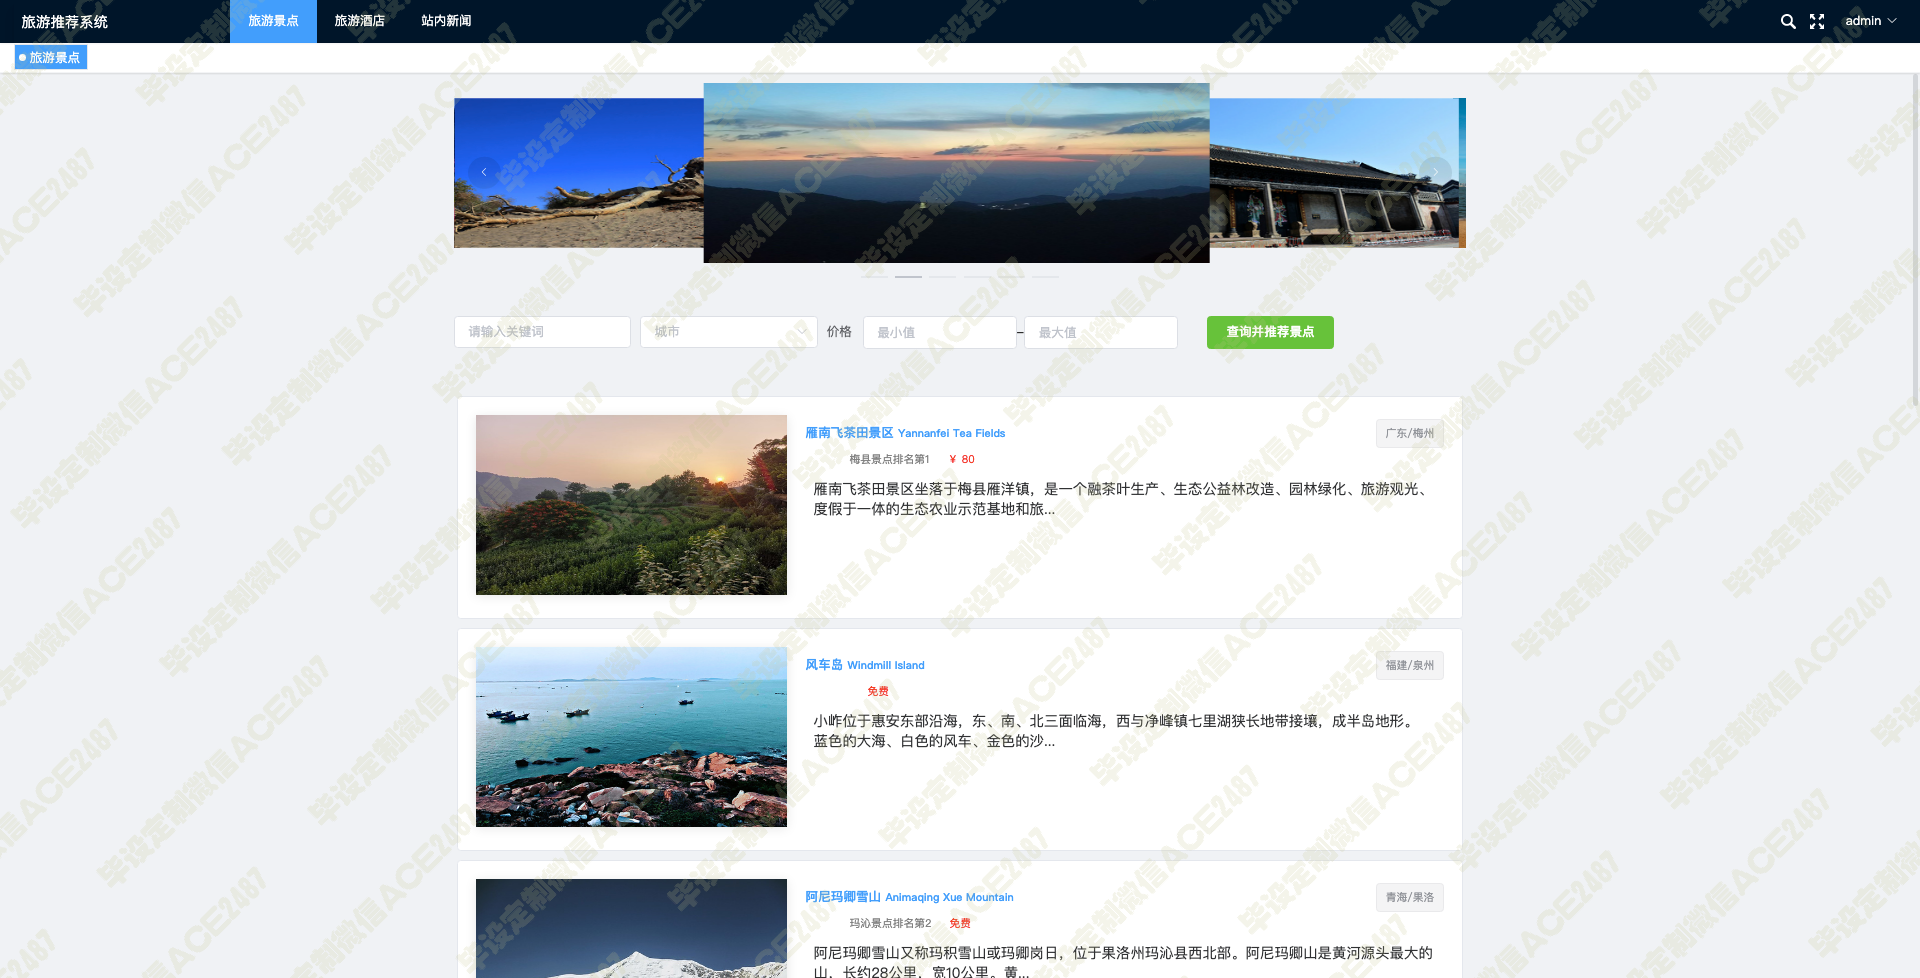 旅游推荐系统
旅游景点
旅游酒店
站内新闻
admin
旅游景点
请输入关键词
城市
价格
最小值
-
最大值
查询并推荐景点
雁南飞茶田景区 Yannanfei Tea Fields
广东/梅州
梅县景点排名第1 ¥ 80
雁南飞茶田景区坐落于梅县雁洋镇，是一个融茶叶生产、生态公益林改造、园林绿化、旅游观光、
度假于一体的生态农业示范基地和旅...
风车岛 Windmill Island
福建/泉州
免费
小岞位于惠安东部沿海，东、南、北三面临海，西与净峰镇七里湖狭长地带接壤，成半岛地形。
蓝色的大海、白色的风车、金色的沙...
阿尼玛卿雪山 Animaqing Xue Mountain
青海/果洛
玛沁景点排名第2 免费
阿尼玛卿雪山又称玛积雪山或玛卿岗日，位于果洛州玛沁县西北部。阿尼玛卿山是黄河源头最大的
山，长约28公里，宽10公里。黄...
毕设定制微信ACE2487